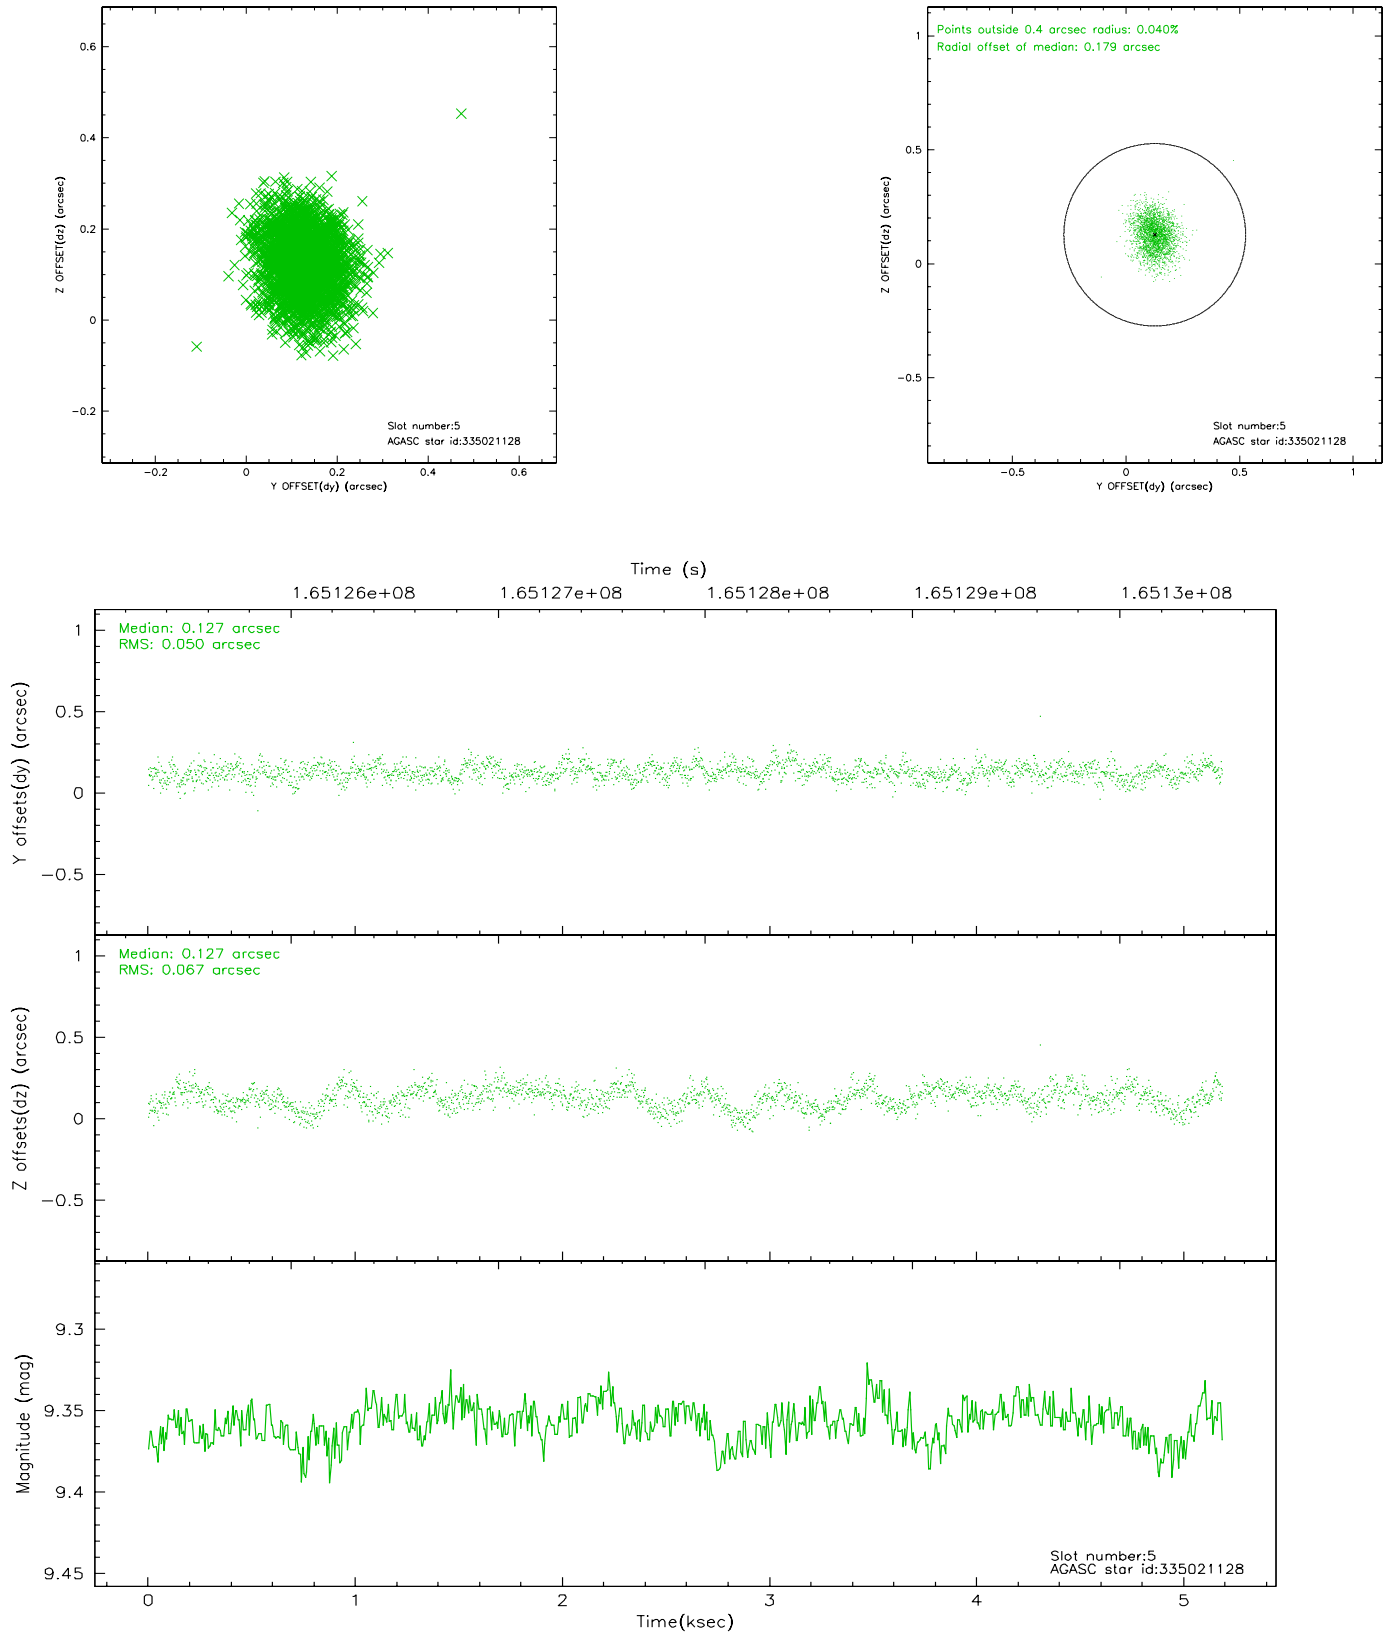 0.6
0.4
0.2
0
−0.2
Z OFFSET(dz) (arcsec)
Slot number:5
AGASC star id:335021128
−0.2 0 0.2 0.4 0.6
Y OFFSET(dy) (arcsec)
Points outside 0.4 arcsec radius: 0.040%
Radial offset of median: 0.179 arcsec
1
0.5
0
−0.5
Z OFFSET(dz) (arcsec)
Slot number:5
AGASC star id:335021128
−0.5 0 0.5 1
Y OFFSET(dy) (arcsec)
Time (s)
1.65126e+08 1.65127e+08 1.65128e+08 1.65129e+08 1.6513e+08
Median: 0.127 arcsec
RMS: 0.050 arcsec
1
0.5
0
−0.5
Y offsets(dy) (arcsec)
Median: 0.127 arcsec
RMS: 0.067 arcsec
1
0.5
0
−0.5
Z offsets(dz) (arcsec)
9.3
9.35
9.4
9.45
Magnitude (mag)
Slot number:5
AGASC star id:335021128
0 1 2 3 4 5
Time(ksec)